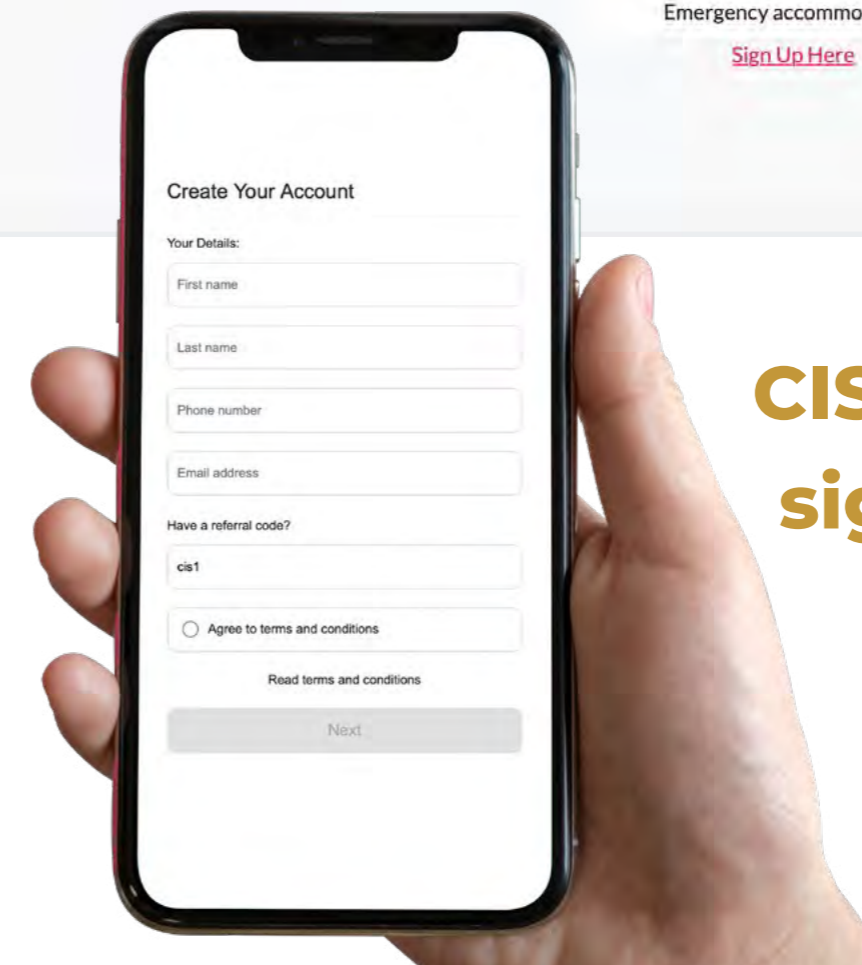 Emergency accommo
Sign Up Here
Create Your Account
Your Details:
First name
Last name
Phone number
Email address
Have a referral code?
cis1
Agree to terms and conditions
Read terms and conditions
Next
CIS
sig